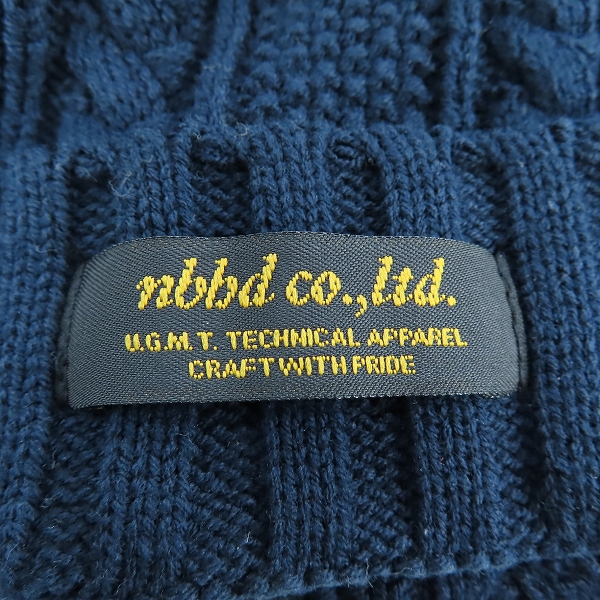 nbbd co.,ltd.
U.G.M.T. TECHNICAL APPAREL
CRAFT WITH PRIDE